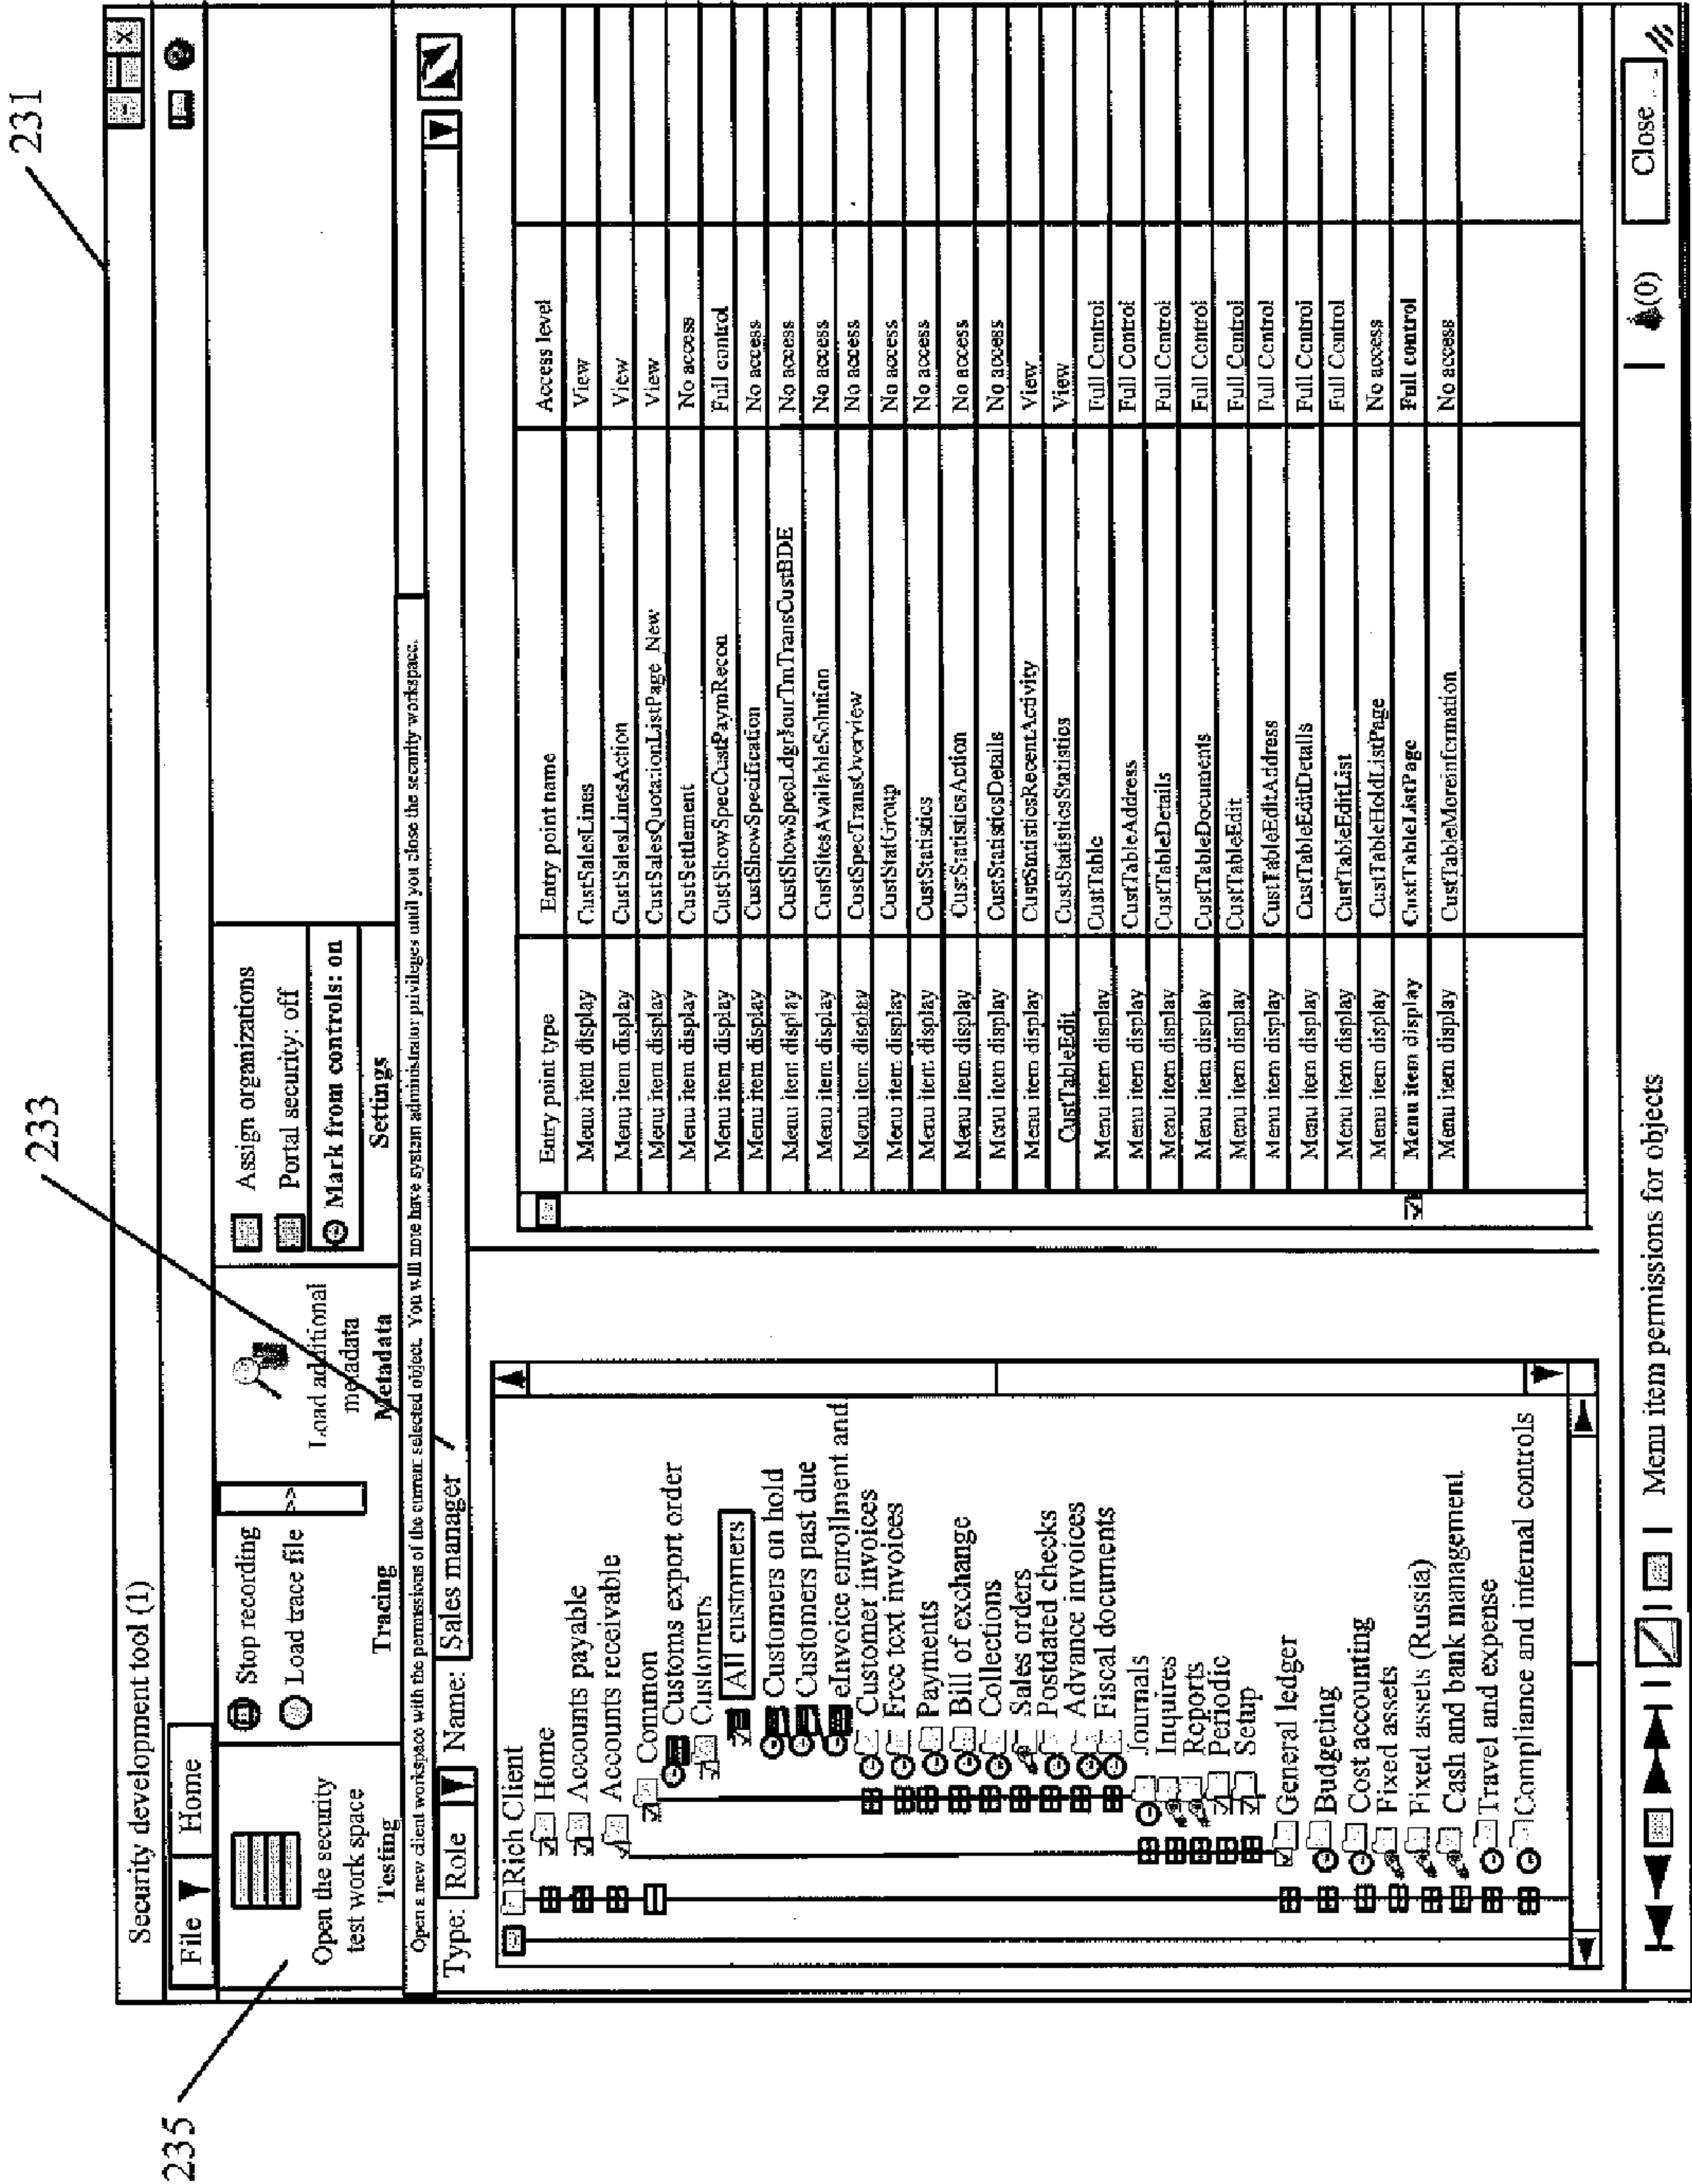 231
233
235
Security development tool (1)
File Home
Open the security
test work space
Testing
Stop recording
Load trace file
>>
Tracing
Load additional
metadata
Metadata
Assign organizations
Portal security: off
Mark from controls: on
Settings
Open a new client workspace with the permissions of the current selected object. You will note have system administrator privileges until you close the security workspace.
Type: Role Name: Sales manager
Rich Client
Home
Accounts payable
Accounts receivable
Common
Customs export order
Customers
All customers
Customers on hold
Customers past due
eInvoice enrollment and
Customer invoices
Free text invoices
Payments
Bill of exchange
Collections
Sales orders
Postdated checks
Advance invoices
Fiscal documents
Journals
Inquires
Reports
Periodic
Setup
General ledger
Budgeting
Cost accounting
Fixed assets
Fixed assets (Russia)
Cash and bank management
Travel and expense
Compliance and internal controls
Entry point type Entry point name Access level
Menu item display CustSalesLines View
Menu item display CustSalesLinesAction View
Menu item display CustSalesQuotationListPage_New View
Menu item display CustSettlement No access
Menu item display CustShowSpecCustPaymRecon Full control
Menu item display CustShowSpecification No access
Menu item display CustShowSpecLdgrJourTmTransCustBDE No access
Menu item display CustSitesAvailableSolution No access
Menu item display CustSpecTransOverview No access
Menu item display CustStatGroup No access
Menu item display CustStatistics No access
Menu item display CustStatisticsAction No access
Menu item display CustStatisticsDetails No access
Menu item display CustStatisticsRecentActivity View
CustTableEdit CustStatisticsStatistics View
Menu item display CustTable Full Control
Menu item display CustTableAddress Full Control
Menu item display CustTableDetails Full Control
Menu item display CustTableDocuments Full Control
Menu item display CustTableEdit Full Control
Menu item display CustTableEditAddress Full Control
Menu item display CustTableEditDetalls Full Control
Menu item display CustTableEditList Full Control
Menu item display CustTableHoldListPage No access
Menu item display CustTableListPage Full control
Menu item display CustTableMoreinformation No access
Menu item permissions for objects (0) Close